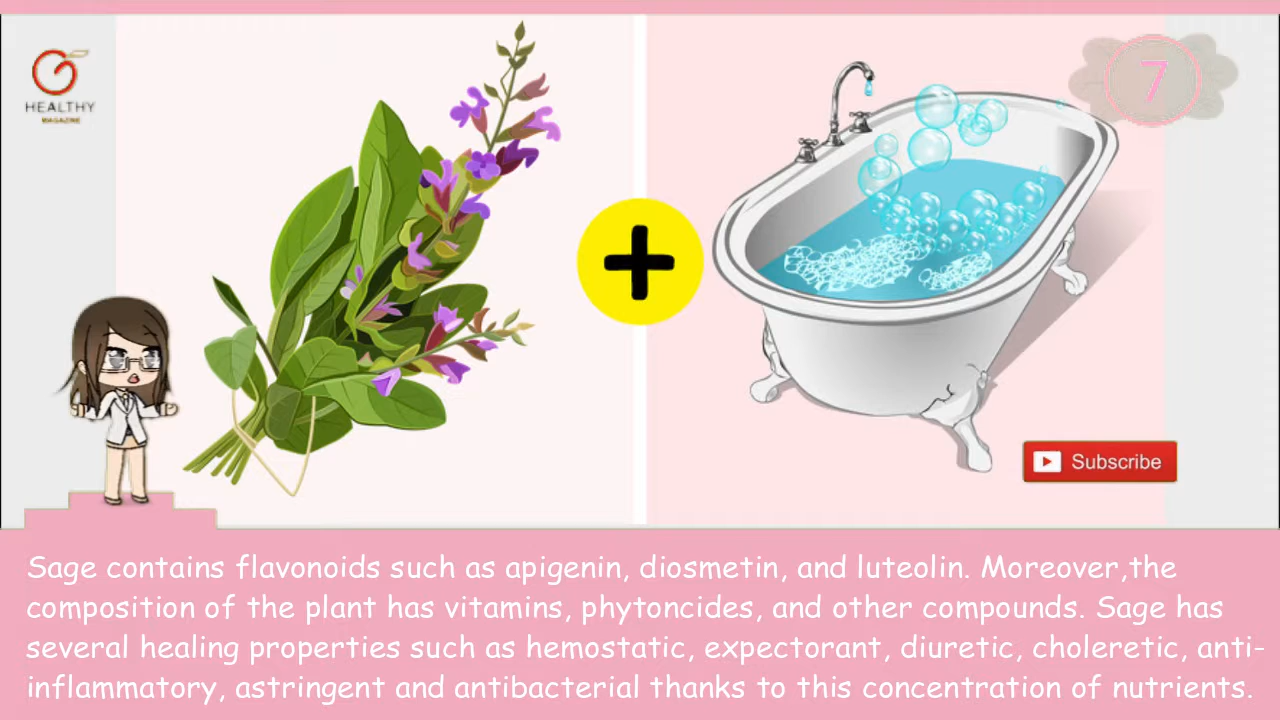 HEALTHY
MAGAZINE
7
Subscribe
Sage contains flavonoids such as apigenin, diosmetin, and luteolin. Moreover,the
composition of the plant has vitamins, phytoncides, and other compounds. Sage has
several healing properties such as hemostatic, expectorant, diuretic, choleretic, anti-
inflammatory, astringent and antibacterial thanks to this concentration of nutrients.